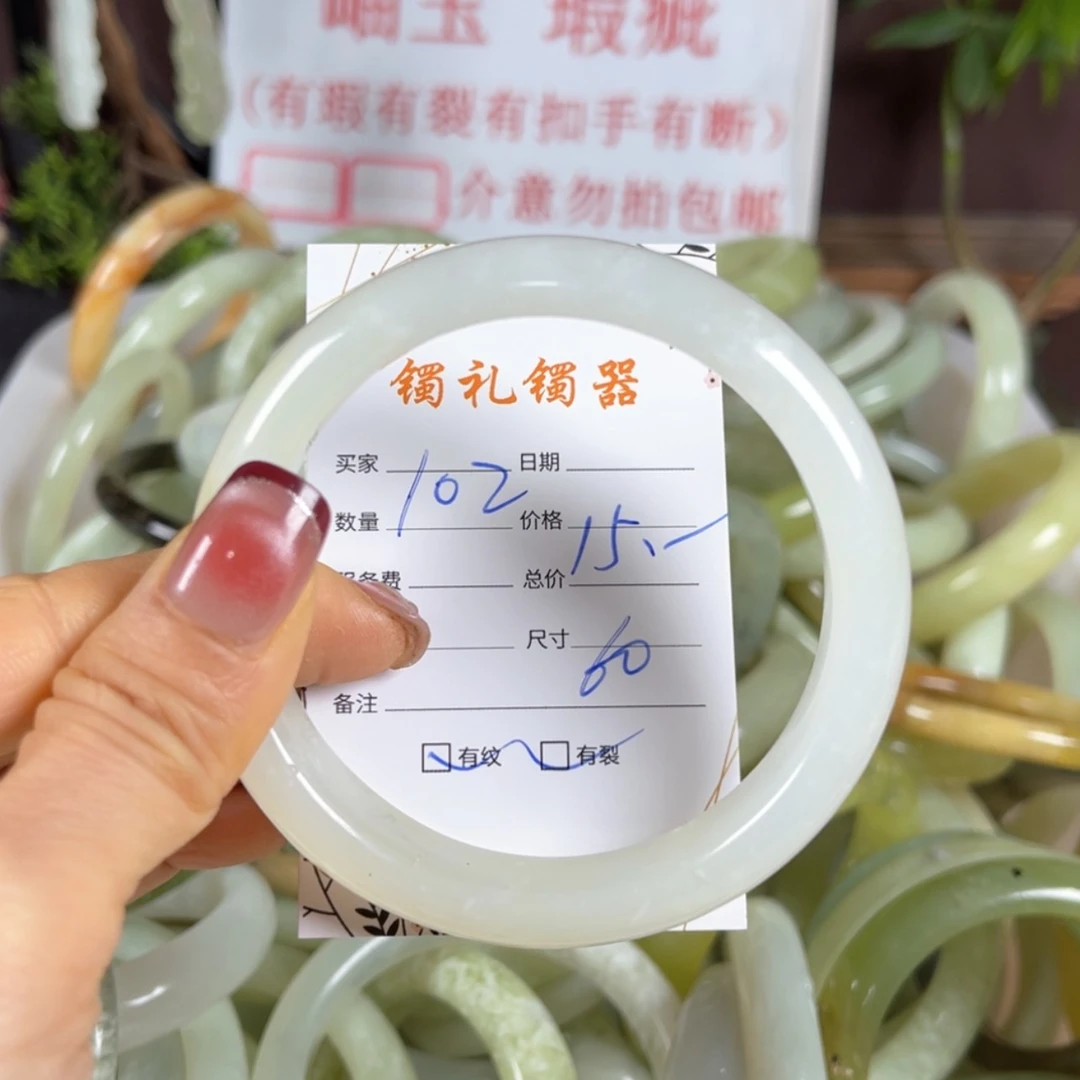 岫玉 瑕疵
（有瑕有裂有扣手有断）
介意勿拍包邮
镯礼镯器
买家 102 日期
数量 价格 15、-
服务费 总价
尺寸 60
备注
有纹 有裂